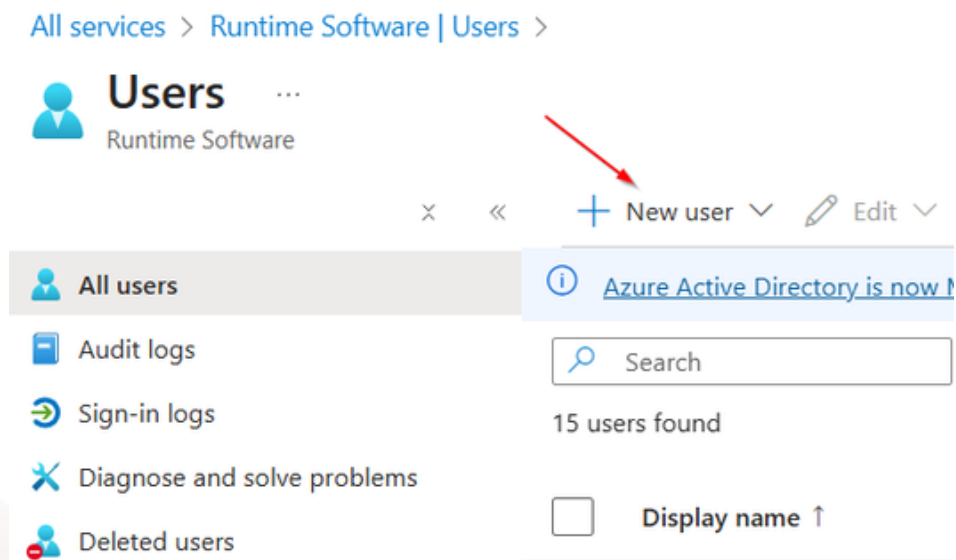 All services > Runtime Software | Users >
Users ...
Runtime Software
New user
Edit
All users
Audit logs
Sign-in logs
Diagnose and solve problems
Deleted users
Azure Active Directory is now
Search
15 users found
Display name ↑